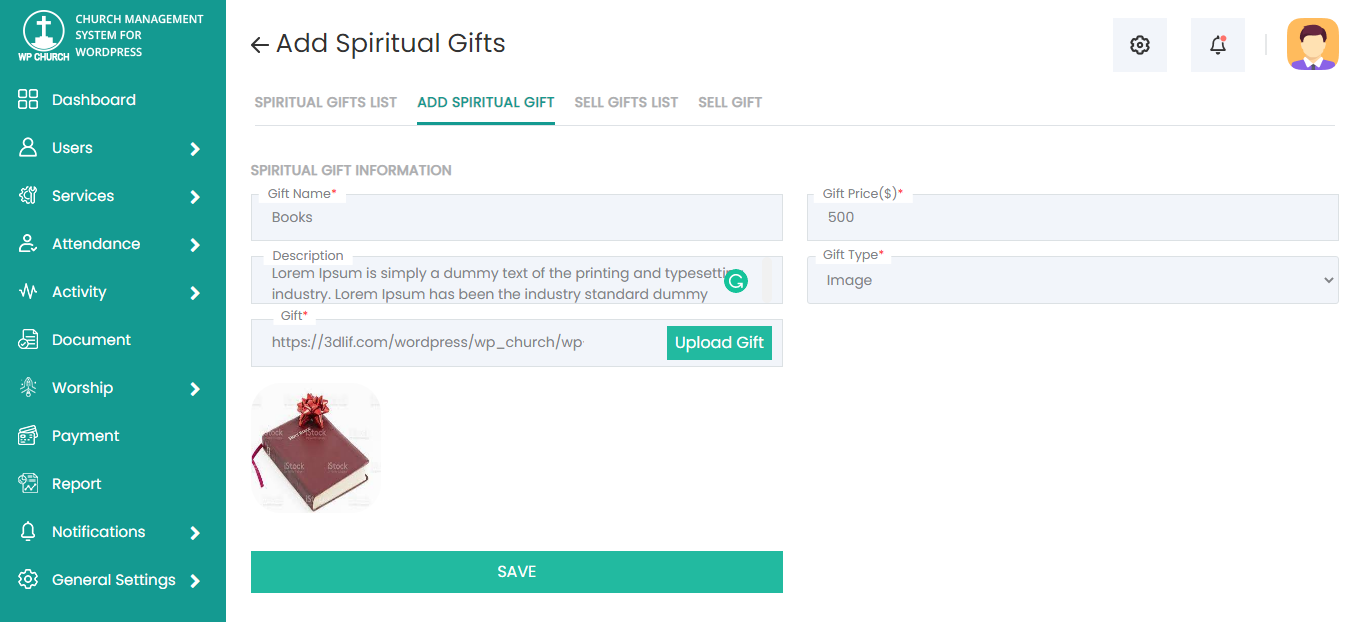 CHURCH MANAGEMENT
SYSTEM FOR
WORDPRESS
WP CHURCH
Dashboard
Users
Services
Attendance
Activity
Document
Worship
Payment
Report
Notifications
General Settings
Add Spiritual Gifts
SPIRITUAL GIFTS LIST ADD SPIRITUAL GIFT SELL GIFTS LIST SELL GIFT
SPIRITUAL GIFT INFORMATION
Gift Name*
Books
Gift Price($)*
500
Description
Lorem Ipsum is simply a dummy text of the printing and typesetti
industry. Lorem Ipsum has been the industry standard dummy
Gift Type*
Image
Gift*
https://3dlif.com/wordpress/wp_church/wp-
Upload Gift
iStock
iStock
iStock
SAVE